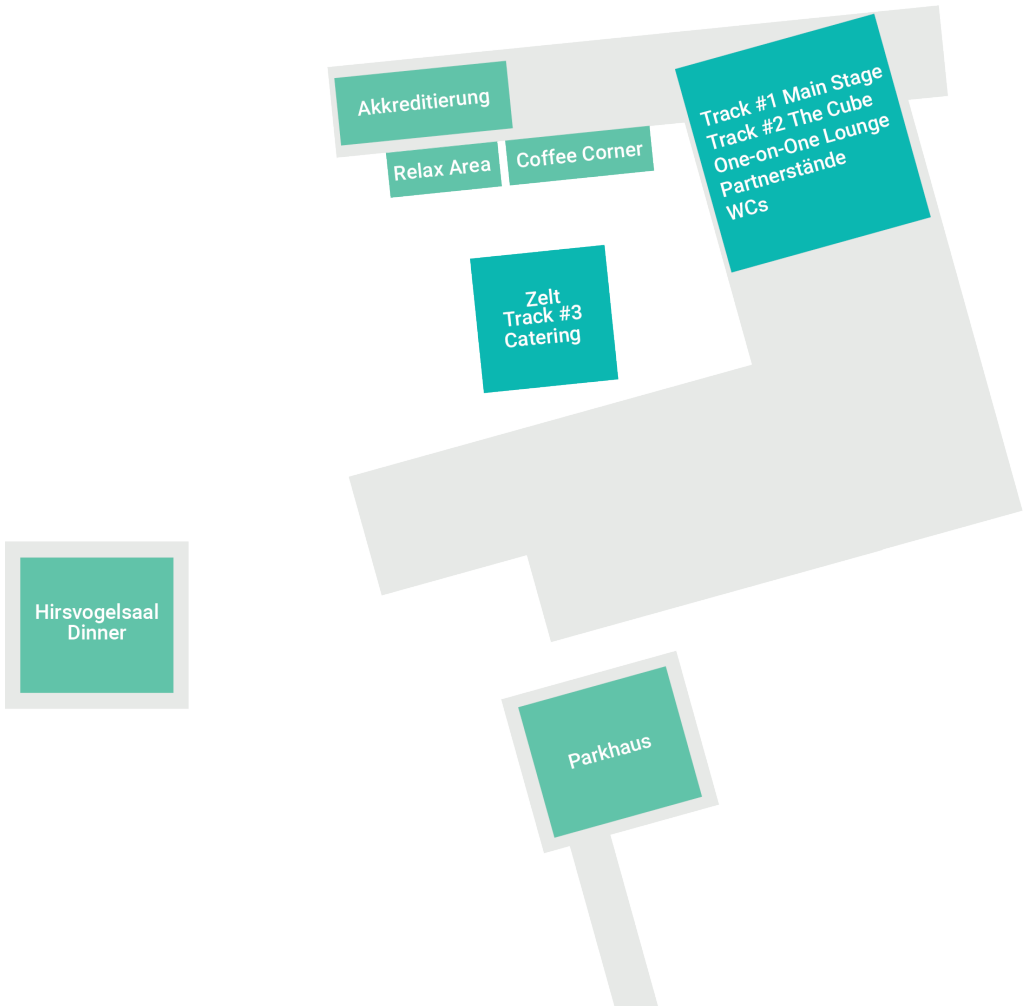 Akkreditierung
Relax Area
Coffee Corner
Track #1 Main Stage
Track #2 The Cube
One-on-One Lounge
Partnerstände
WCs
Zelt
Track #3
Catering
Hirsvogelsaal
Dinner
Parkhaus